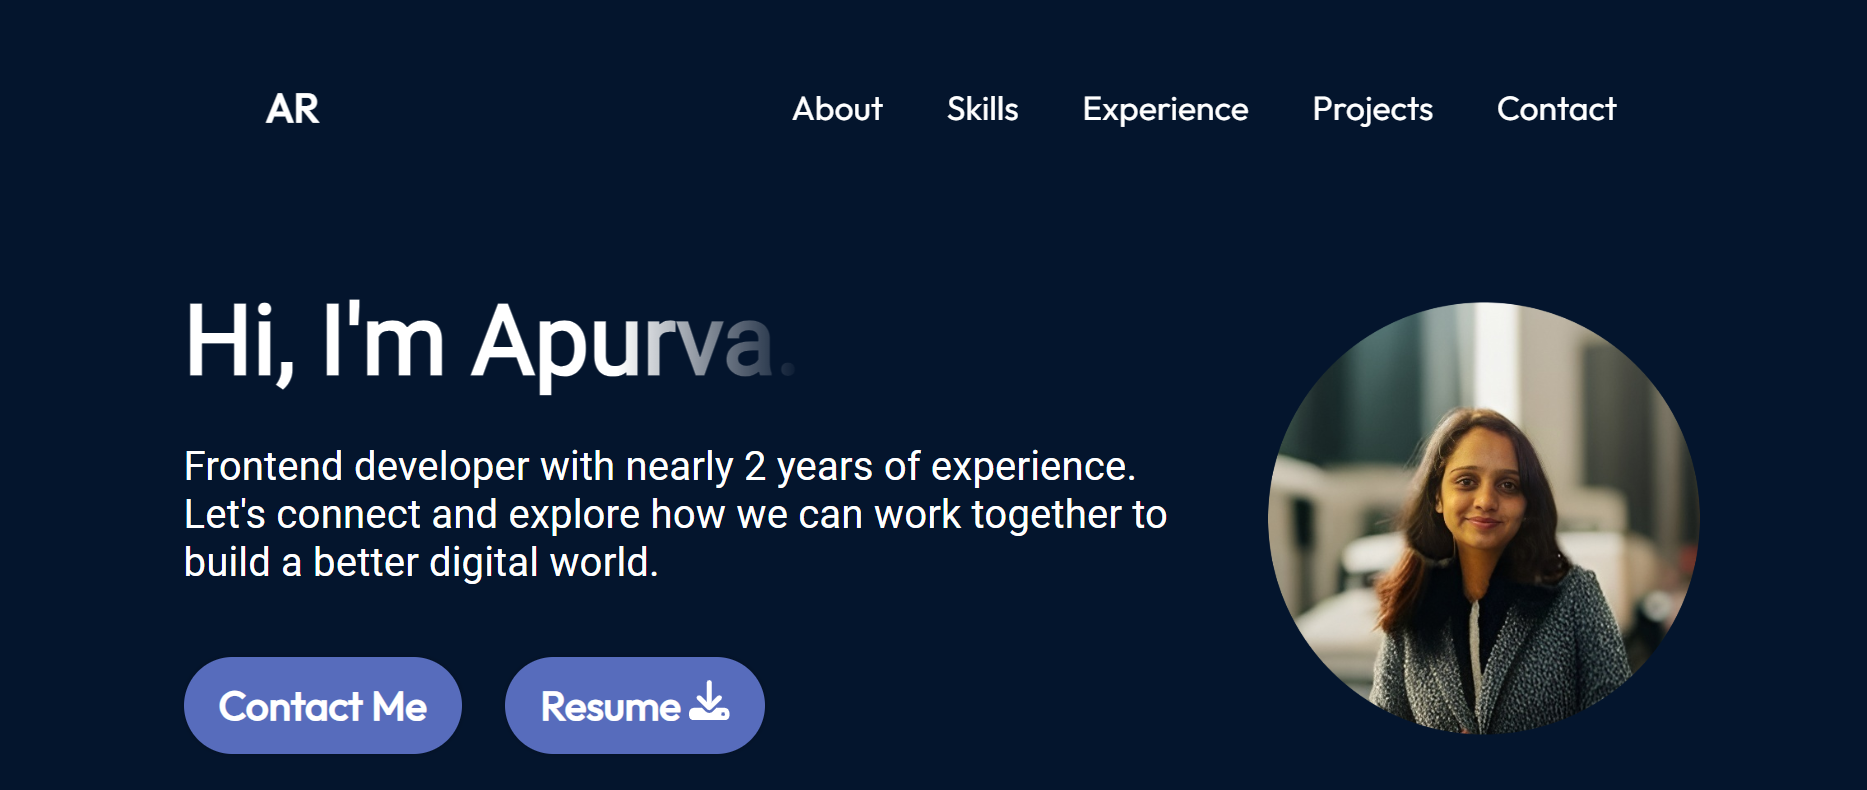 AR
About Skills Experience Projects Contact
Hi, I'm Apurva.
Frontend developer with nearly 2 years of experience.
Let's connect and explore how we can work together to
build a better digital world.
Contact Me
Resume